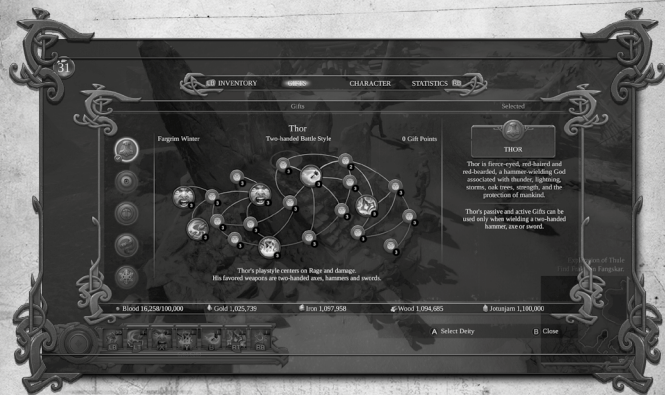 31
INVENTORY
GIFTS
CHARACTER
STATISTICS
Gifts
Selected
Thor
Fargrim Winter
Two-handed Battle Style
0 Gift Points
THOR
Thor is fierce-eyed, red-haired and
red-bearded, a hammer-wielding God
associated with thunder, lightning,
storms, oak trees, strength, and the
protection of mankind.
Thor's passive and active Gifts can be
used only when wielding a two-handed
hammer, axe or sword.
Thor's playstyle centers on Rage and damage.
His favored weapons are two-handed axes, hammers and swords.
Blood 16,258/100,000
Gold 1,025,739
Iron 1,097,958
Wood 1,094,685
Jotunjarn 1,100,000
A Select Deity
B Close